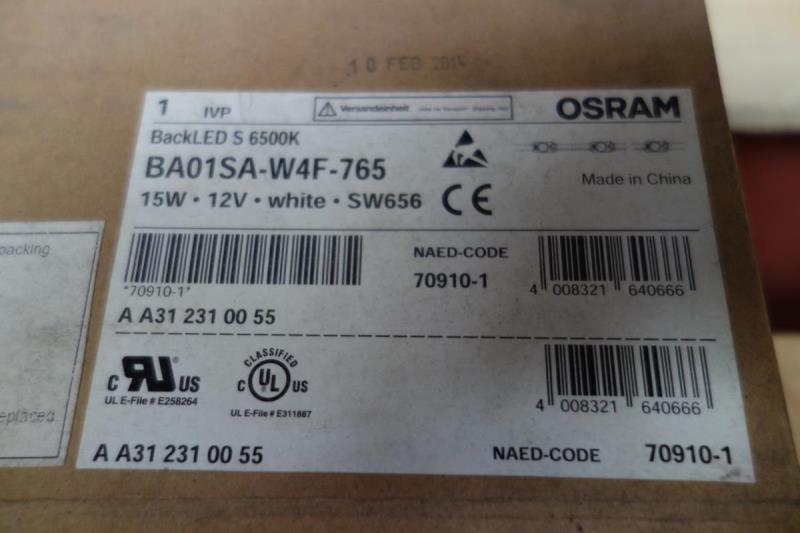 10 FEB 2014
1 IVP Versandeinheit OSRAM
BackLED S 6500K
BA01SA-W4F-765
Made in China
15W • 12V • white • SW656 CE
packing
NAED-CODE
*70910-1* 70910-1 4 008321 640666
A A31 231 00 55
c RU US
CLASSIFIED
c UL US
UL E-File # E258264
UL E-File # E311887
4 008321 640666
eplaced
A A31 231 00 55 NAED-CODE 70910-1